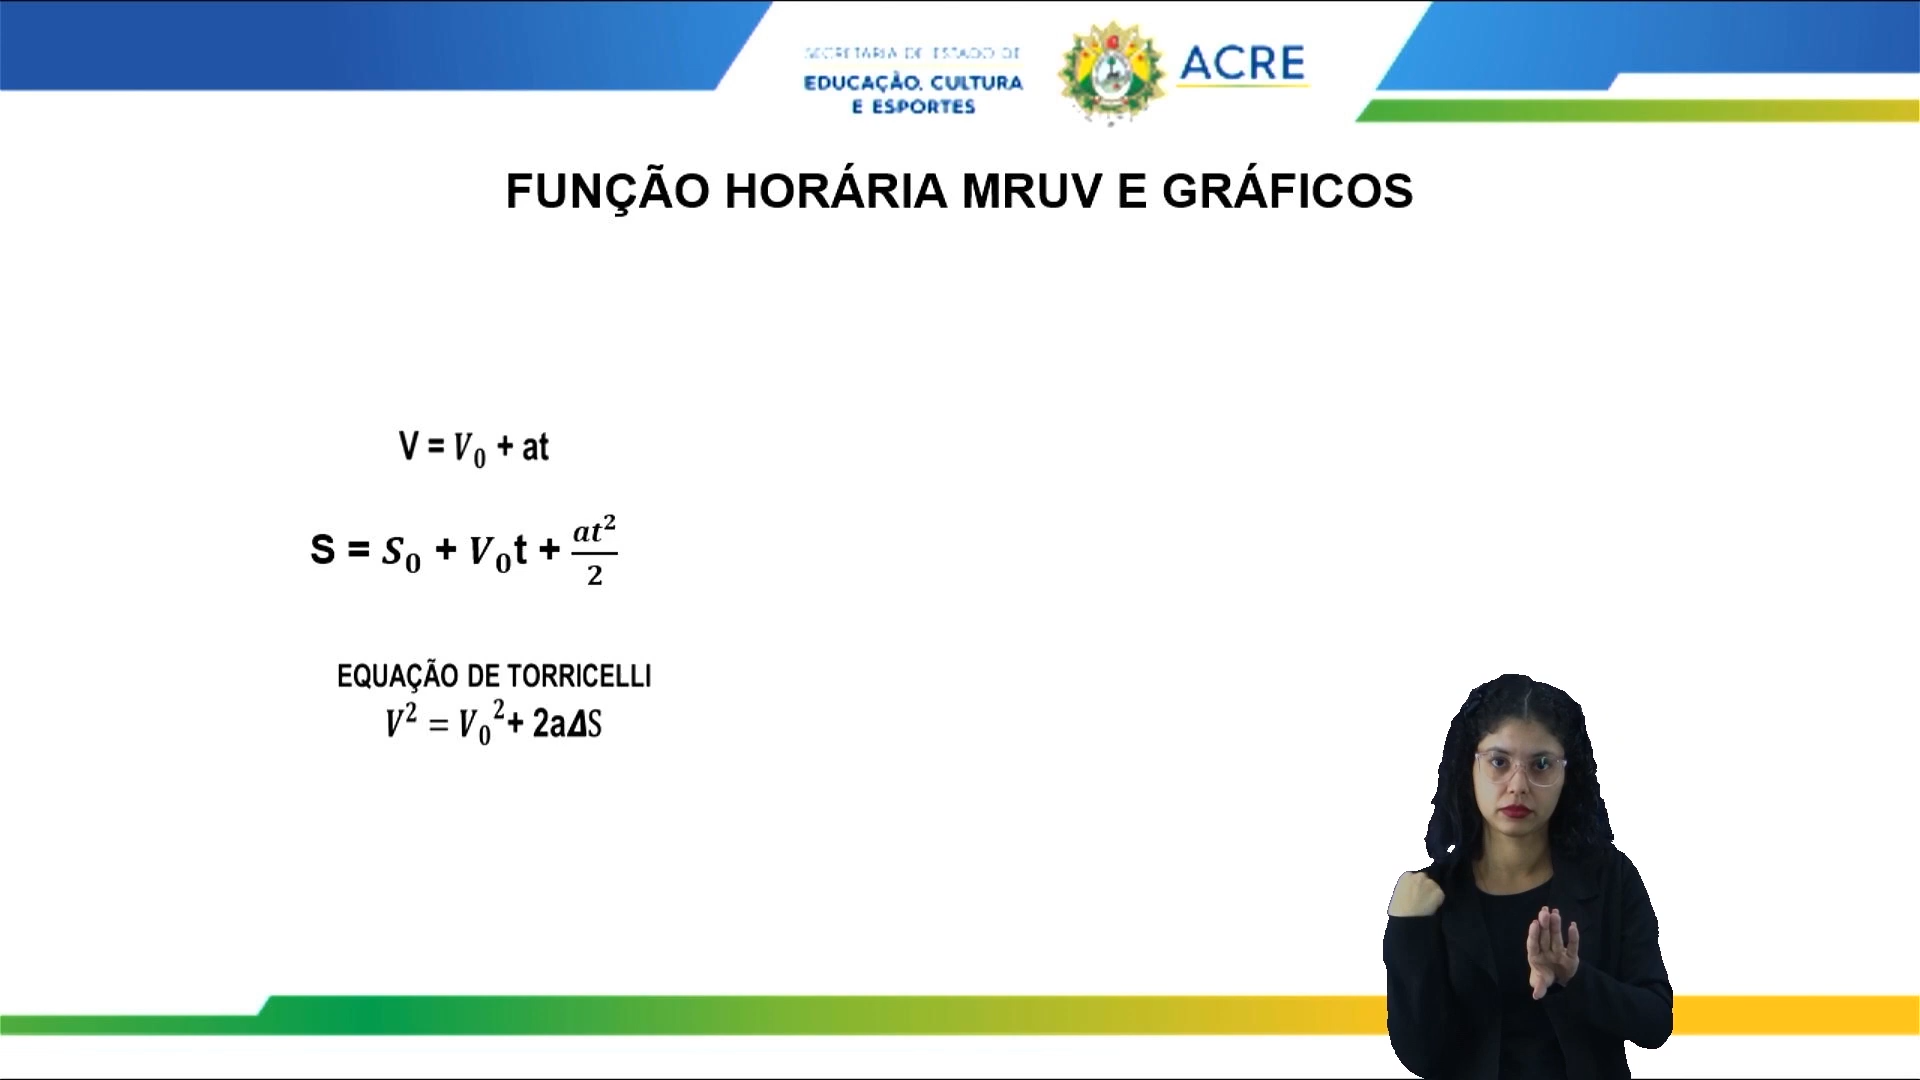 SECRETARIA DE ESTADO DE
EDUCAÇÃO, CULTURA
E ESPORTES
ACRE
FUNÇÃO HORÁRIA MRUV E GRÁFICOS
V = V₀ + at
S = S₀ + V₀t + at²/2
EQUAÇÃO DE TORRICELLI
V² = V₀² + 2aΔS